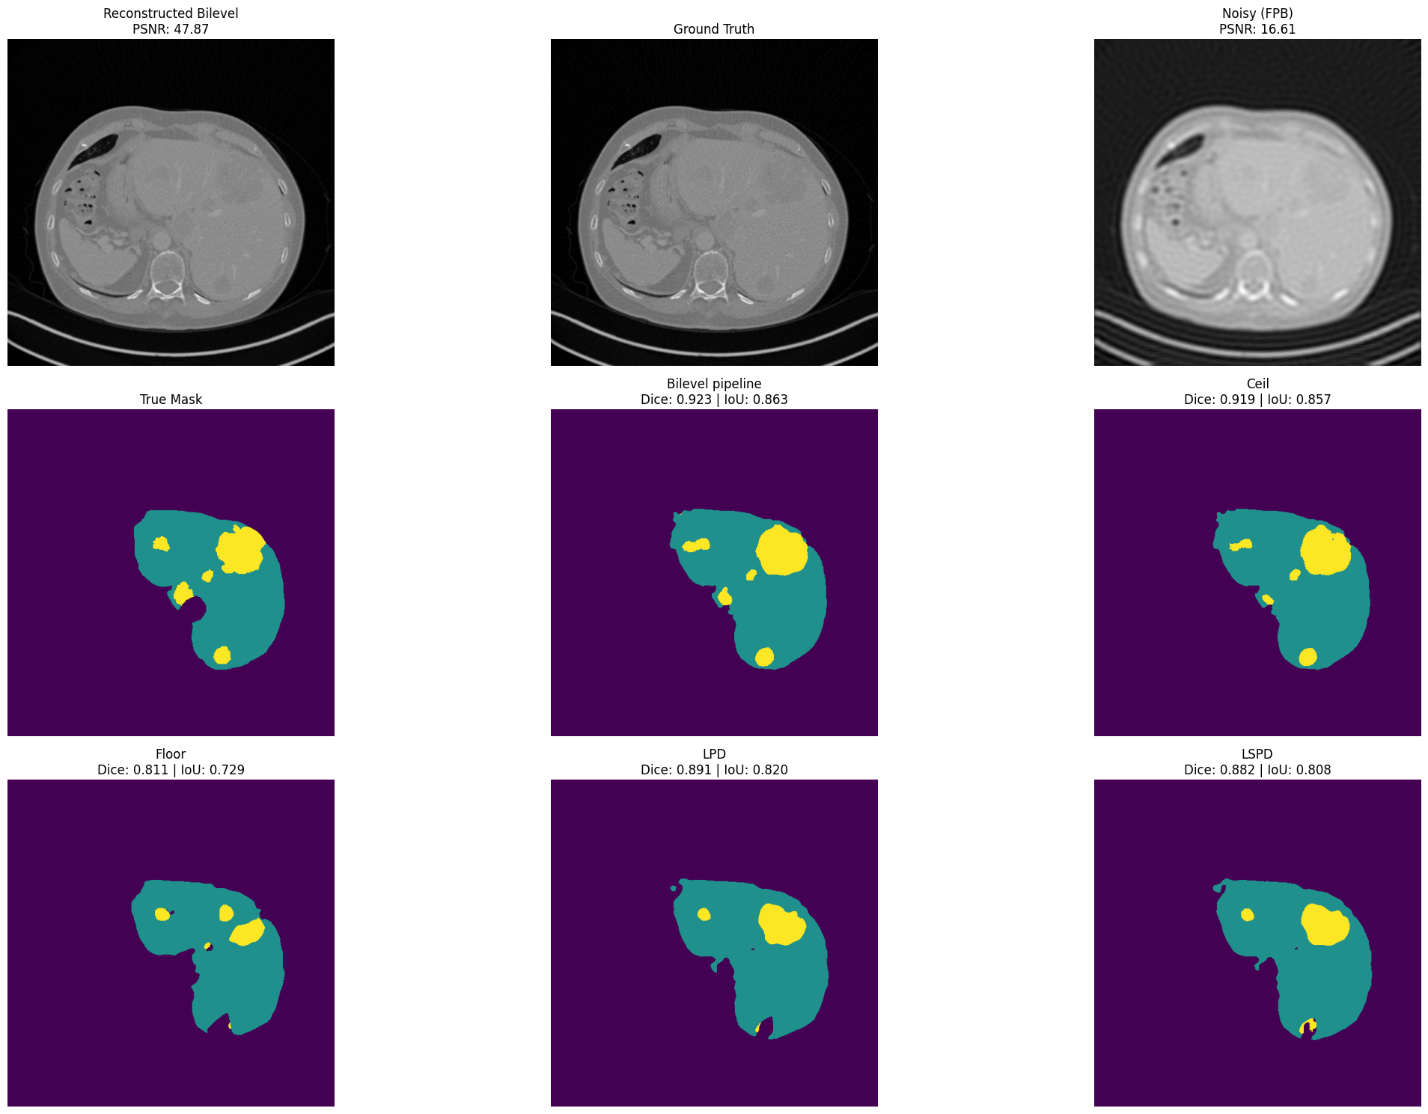 Reconstructed Bilevel
PSNR: 47.87
Ground Truth
Noisy (FPB)
PSNR: 16.61
True Mask
Bilevel pipeline
Dice: 0.923 | IoU: 0.863
Ceil
Dice: 0.919 | IoU: 0.857
Floor
Dice: 0.811 | IoU: 0.729
LPD
Dice: 0.891 | IoU: 0.820
LSPD
Dice: 0.882 | IoU: 0.808